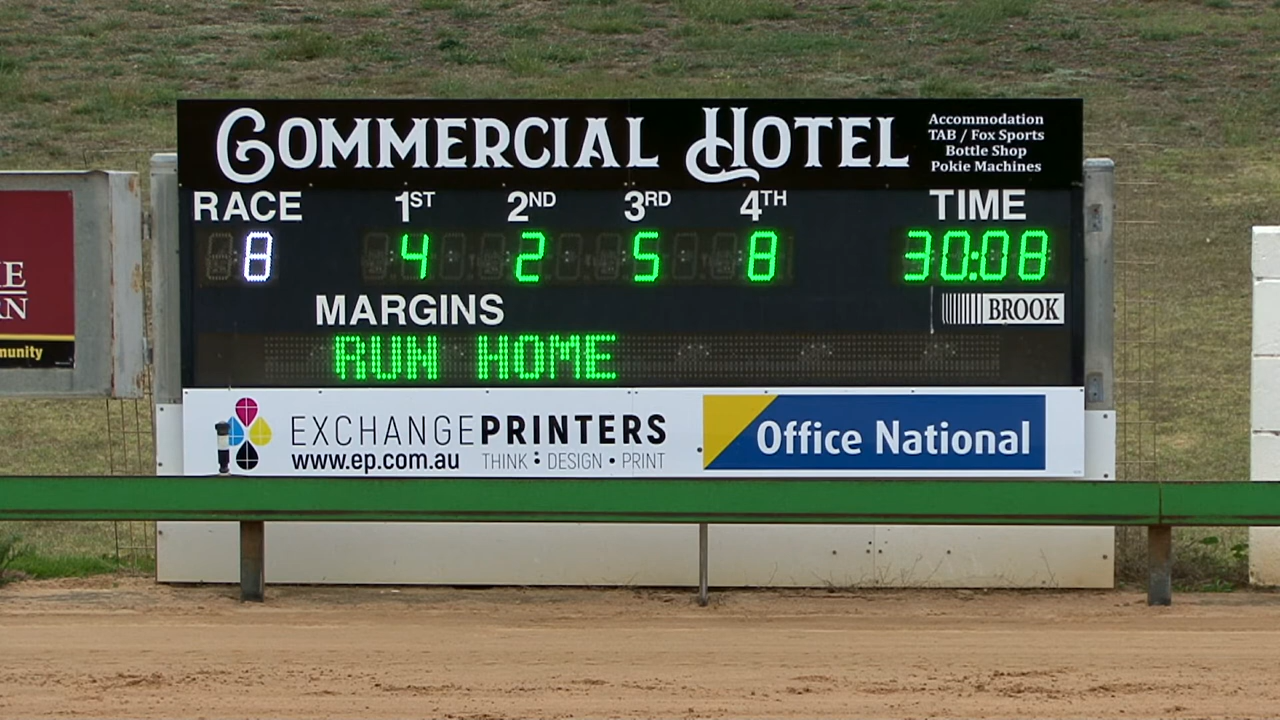 COMMERCIAL HOTEL
Accommodation
TAB / Fox Sports
Bottle Shop
Pokie Machines
RACE 1ST 2ND 3RD 4TH TIME
8 4 2 5 8 30:08
MARGINS
BROOK
RUN HOME
EXCHANGEPRINTERS
www.ep.com.au THINK • DESIGN • PRINT
Office National